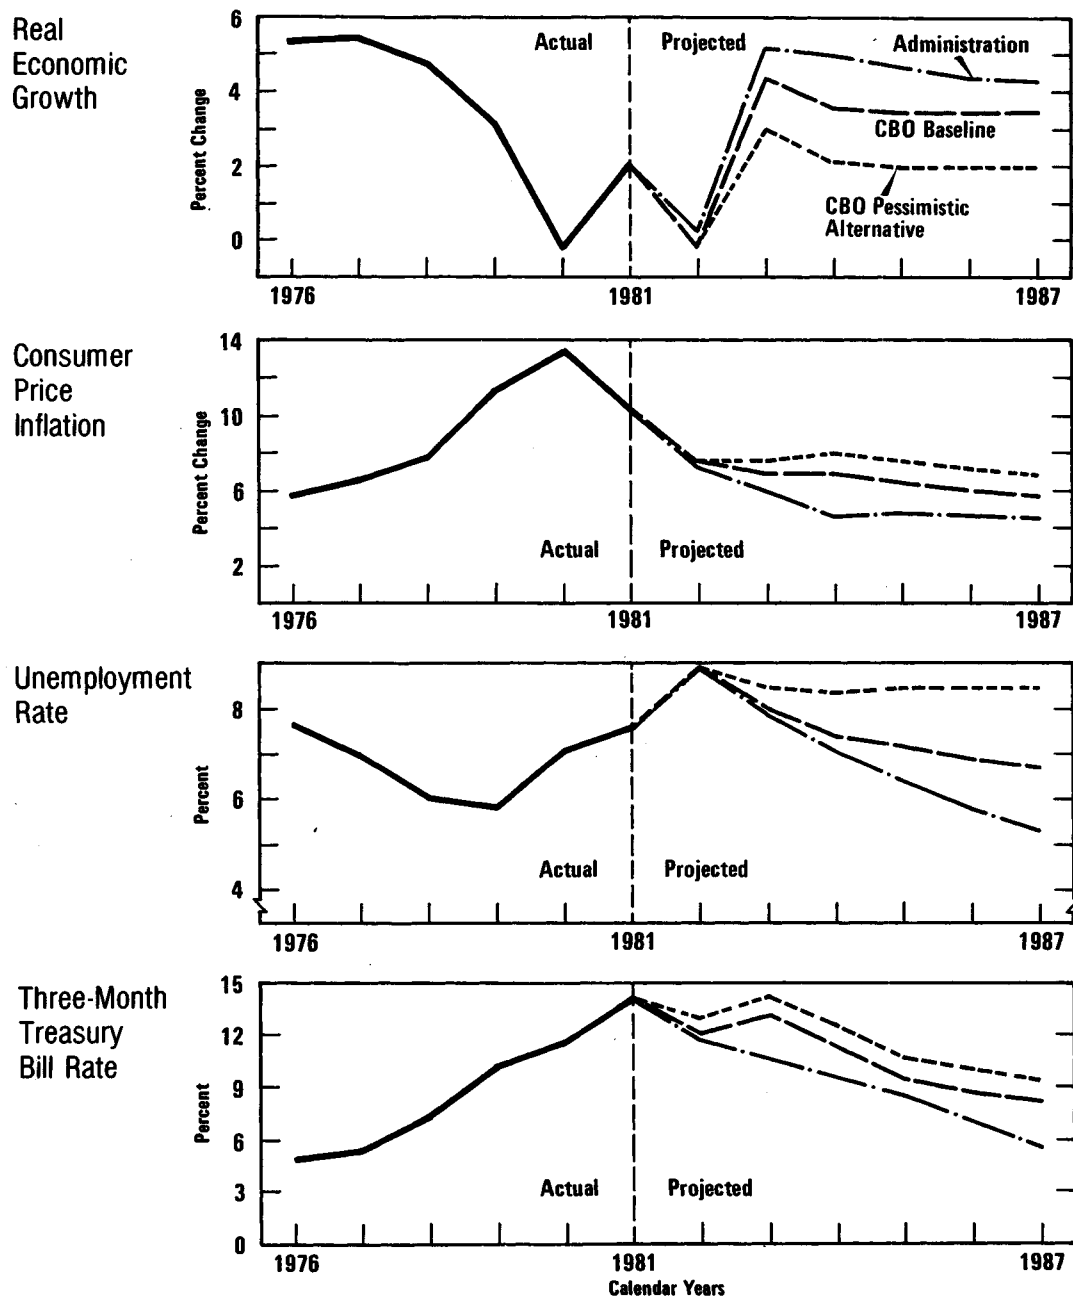 Real
Economic
Growth
Percent Change
6
4
2
0
Actual
Projected
Administration
CBO Baseline
CBO Pessimistic
Alternative
1976
1981
1987
Consumer
Price
Inflation
Percent Change
14
10
6
2
Actual
Projected
1976
1981
1987
Unemployment
Rate
Percent
8
6
4
Actual
Projected
1976
1981
1987
Three-Month
Treasury
Bill Rate
Percent
15
12
9
6
3
0
Actual
Projected
1976
1981
1987
Calendar Years